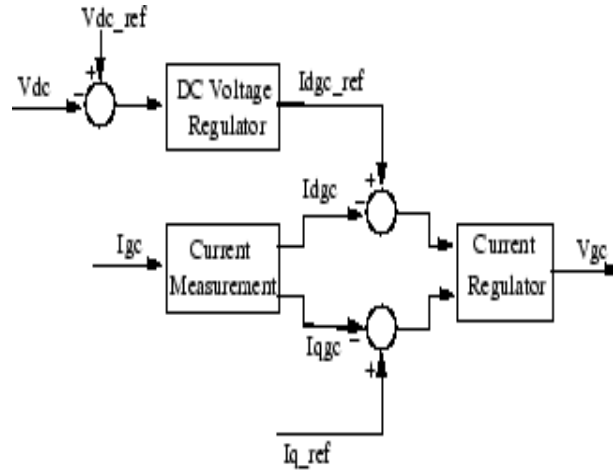 Vdc_ref
+
Vdc
-
DC Voltage
Regulator
Idgc_ref
+
-
Idgc
Igc
Current
Measurement
Current
Regulator
Vgc
Iqgc
-
+
Iq_ref